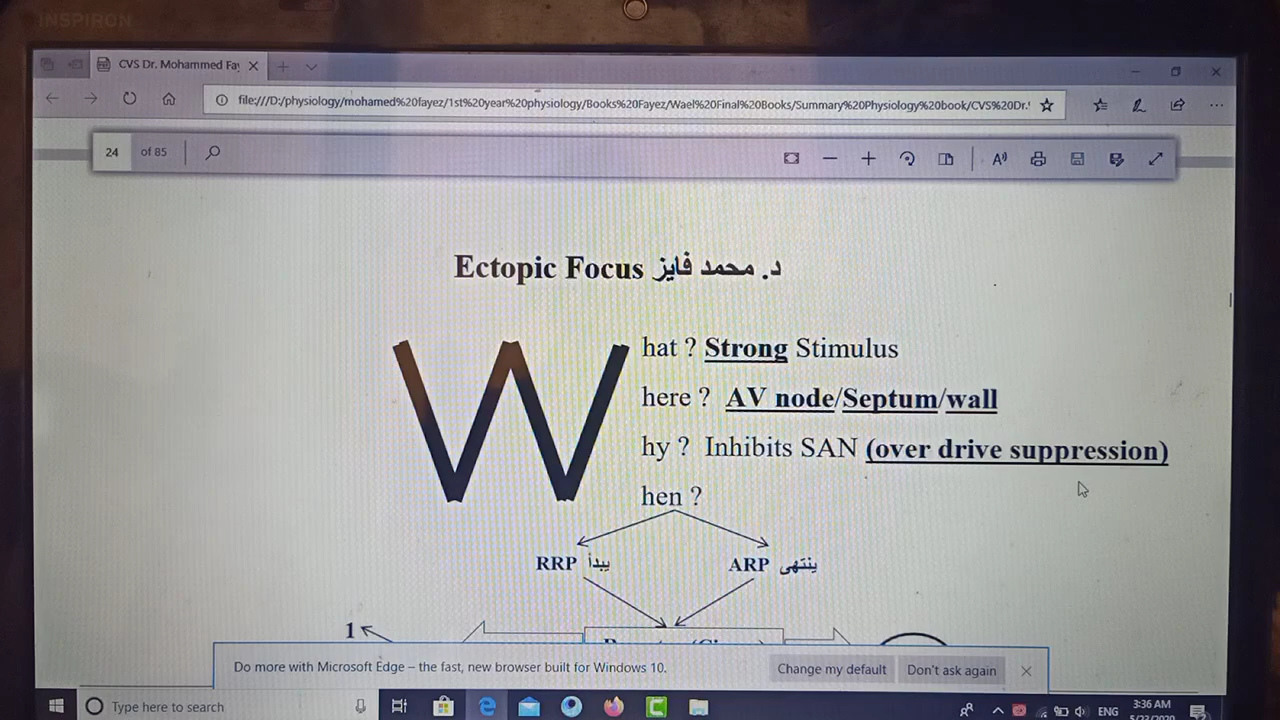 INSPIRON
CVS Dr. Mohammed Fay
file:///D:/physiology/mohamed%20fayez/1st%20year%20physiology/Books%20Fayez/Wael%20Final%20Books/Summary%20Physiology%20book/CVS%20Dr.
24 of 85
Ectopic Focus د. محمد فايز
W
hat ? Strong Stimulus
here ? AV node/Septum/wall
hy ? Inhibits SAN (over drive suppression)
hen ?
RRP يبدأ
ARP ينتهى
1
Do more with Microsoft Edge – the fast, new browser built for Windows 10.
Change my default
Don't ask again
Type here to search
ENG
3:36 AM